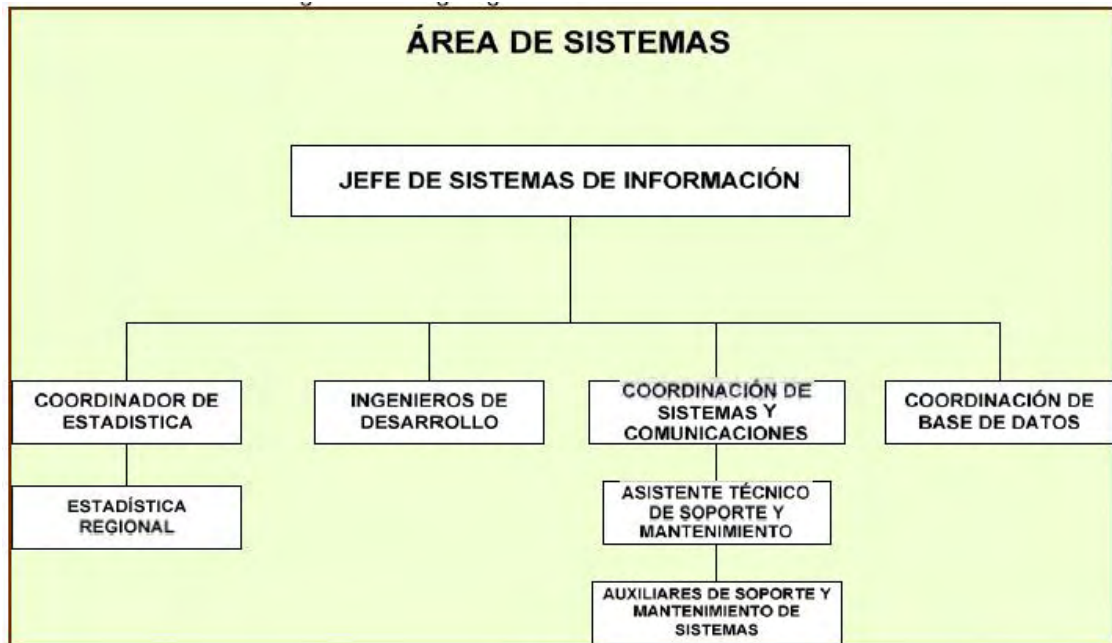 ÁREA DE SISTEMAS
JEFE DE SISTEMAS DE INFORMACIÓN
COORDINADOR DE
ESTADISTICA
INGENIEROS DE
DESARROLLO
COORDINACIÓN DE
SISTEMAS Y
COMUNICACIONES
COORDINACIÓN DE
BASE DE DATOS
ESTADÍSTICA
REGIONAL
ASISTENTE TÉCNICO
DE SOPORTE Y
MANTENIMIENTO
AUXILIARES DE SOPORTE Y
MANTENIMIENTO DE
SISTEMAS